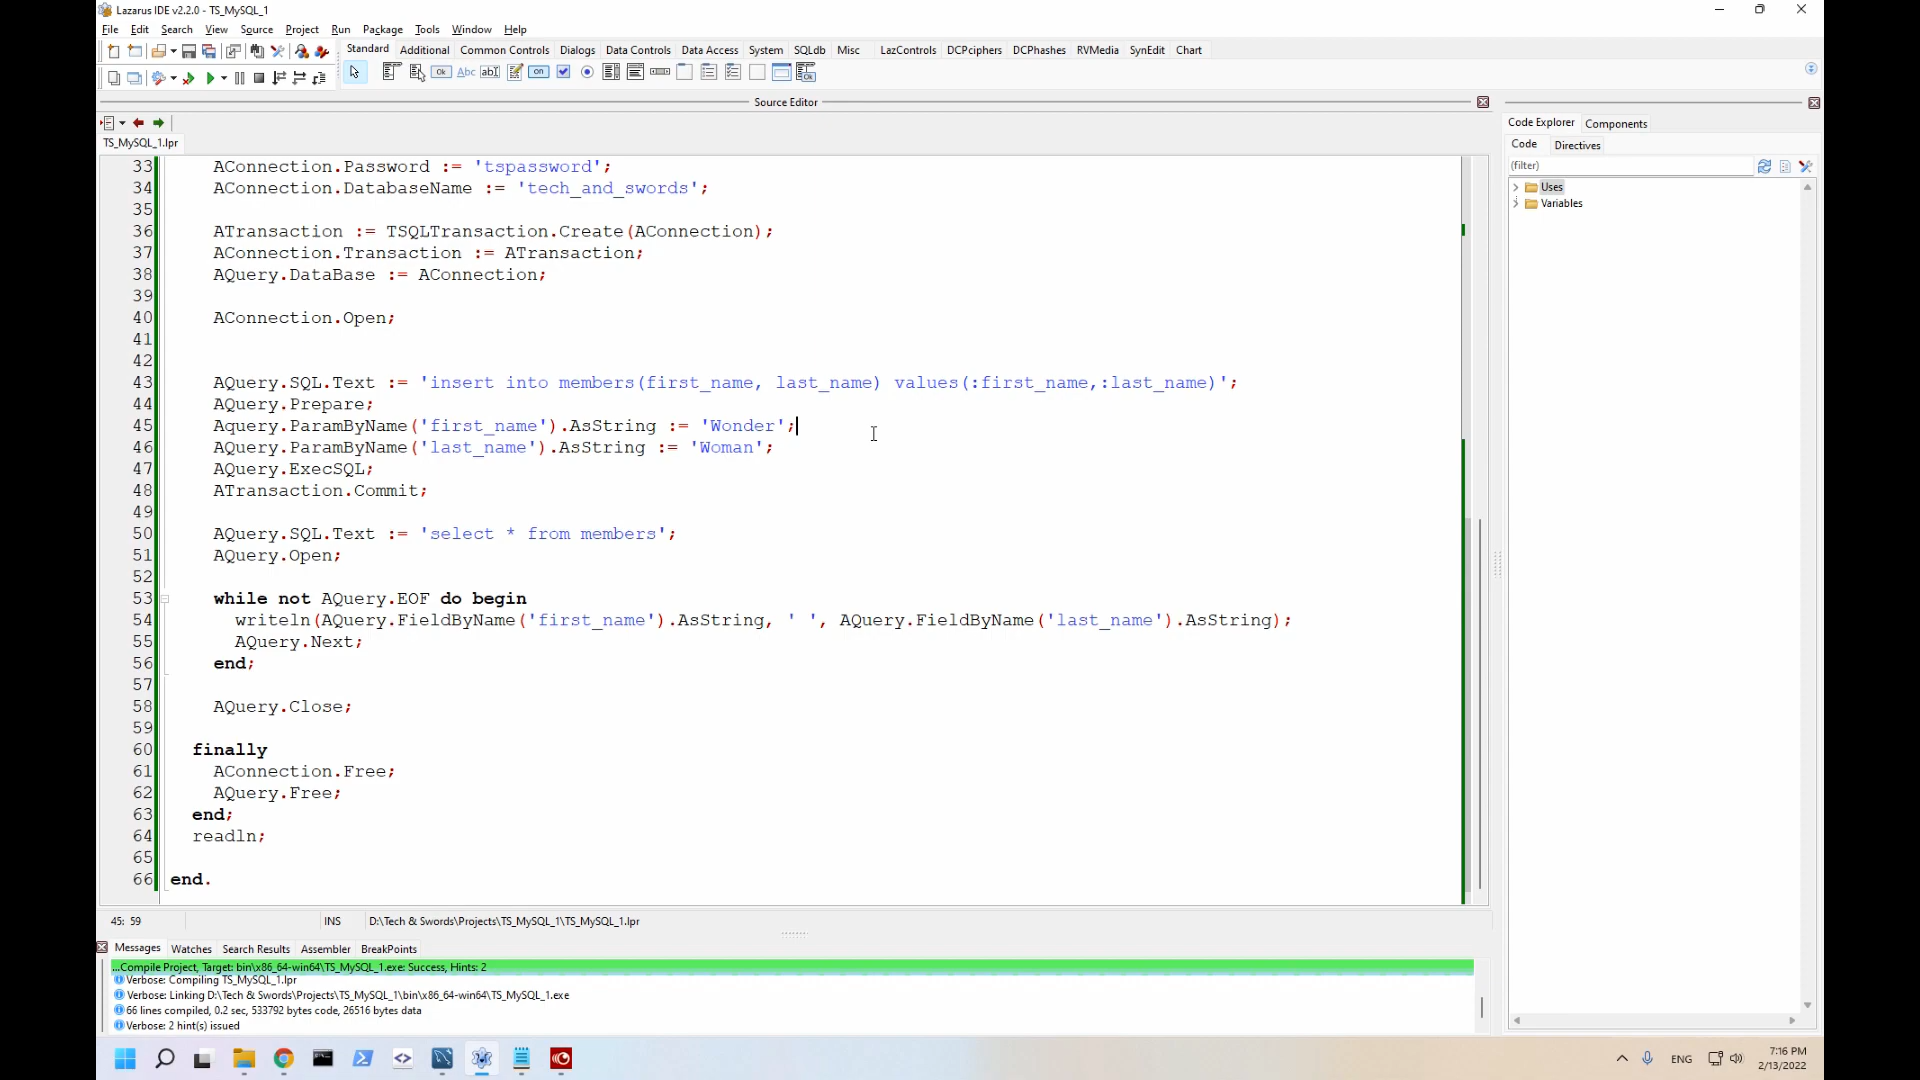 Lazarus IDE v2.2.0 - TS_MySQL_1
File Edit Search View Source Project Run Package Tools Window Help
Standard Additional Common Controls Dialogs Data Controls Data Access System SQLdb Misc LazControls DCPciphers DCPhashes RVMedia SynEdit Chart
Ok Abc abI on Ok
Source Editor
TS_MySQL_1.lpr
33 AConnection.Password := 'tspassword';
34 AConnection.DatabaseName := 'tech_and_swords';
35
36 ATransaction := TSQLTransaction.Create(AConnection);
37 AConnection.Transaction := ATransaction;
38 AQuery.DataBase := AConnection;
39
40 AConnection.Open;
41
42
43 AQuery.SQL.Text := 'insert into members(first_name, last_name) values(:first_name,:last_name)';
44 AQuery.Prepare;
45 Aquery.ParamByName('first_name').AsString := 'Wonder';
46 AQuery.ParamByName('last_name').AsString := 'Woman';
47 AQuery.ExecSQL;
48 ATransaction.Commit;
49
50 AQuery.SQL.Text := 'select * from members';
51 AQuery.Open;
52
53 while not AQuery.EOF do begin
54 writeln(AQuery.FieldByName('first_name').AsString, ' ', AQuery.FieldByName('last_name').AsString);
55 AQuery.Next;
56 end;
57
58 AQuery.Close;
59
60 finally
61 AConnection.Free;
62 AQuery.Free;
63 end;
64 readln;
65
66 end.
45: 59 INS D:\Tech & Swords\Projects\TS_MySQL_1\TS_MySQL_1.lpr
Code Explorer Components
Code Directives
(filter)
Uses
Variables
Messages Watches Search Results Assembler BreakPoints
...Compile Project, Target: bin\x86_64-win64\TS_MySQL_1.exe: Success, Hints: 2
Verbose: Compiling TS_MySQL_1.lpr
Verbose: Linking D:\Tech & Swords\Projects\TS_MySQL_1\bin\x86_64-win64\TS_MySQL_1.exe
66 lines compiled, 0.2 sec, 533792 bytes code, 26516 bytes data
Verbose: 2 hint(s) issued
ENG
7:16 PM
2/13/2022